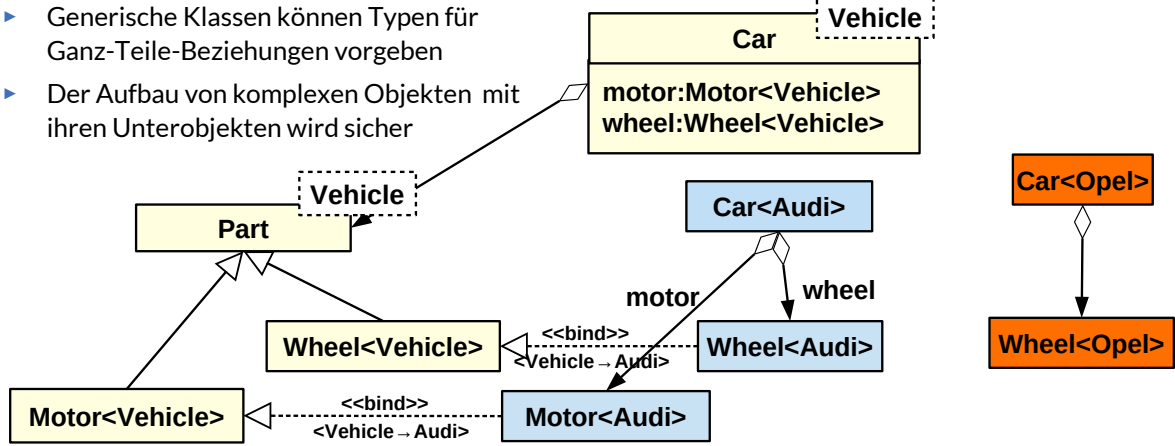 ▸ Generische Klassen können Typen für
Ganz-Teile-Beziehungen vorgeben
▸ Der Aufbau von komplexen Objekten mit
ihren Unterobjekten wird sicher
Vehicle
Car
motor:Motor<Vehicle>
wheel:Wheel<Vehicle>
Vehicle
Part
Car<Audi>
Car<Opel>
motor
wheel
Wheel<Vehicle>
<<bind>>
<Vehicle→Audi>
Wheel<Audi>
Wheel<Opel>
Motor<Vehicle>
<<bind>>
<Vehicle→Audi>
Motor<Audi>